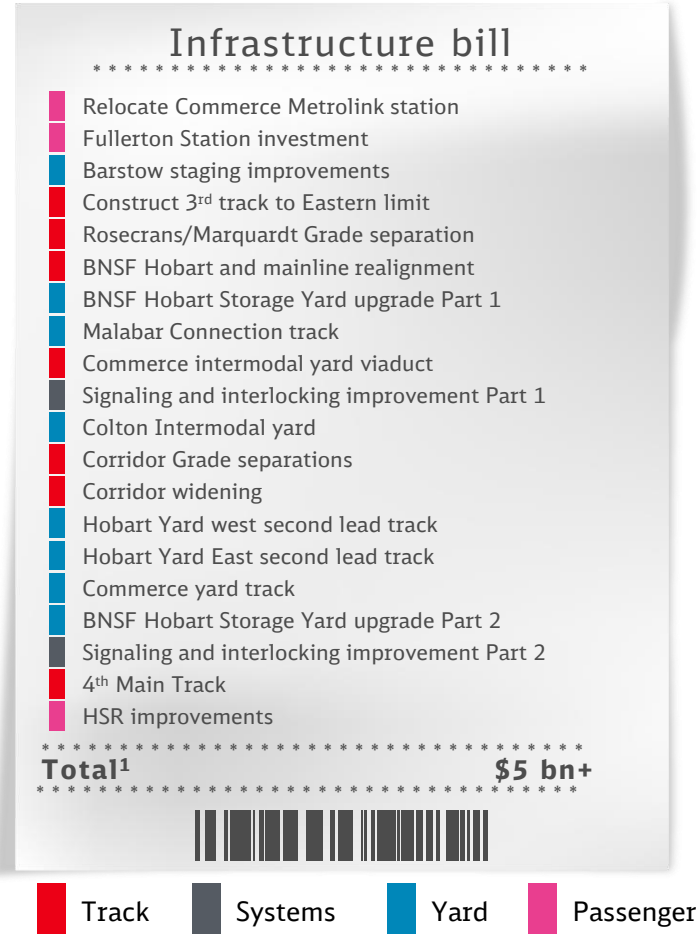 Infrastructure bill
* * * * * * * * * * * * * * * * * * * * * * * * * * * * * * * *
Relocate Commerce Metrolink station
Fullerton Station investment
Barstow staging improvements
Construct 3rd track to Eastern limit
Rosecrans/Marquardt Grade separation
BNSF Hobart and mainline realignment
BNSF Hobart Storage Yard upgrade Part 1
Malabar Connection track
Commerce intermodal yard viaduct
Signaling and interlocking improvement Part 1
Colton Intermodal yard
Corridor Grade separations
Corridor widening
Hobart Yard west second lead track
Hobart Yard East second lead track
Commerce yard track
BNSF Hobart Storage Yard upgrade Part 2
Signaling and interlocking improvement Part 2
4th Main Track
HSR improvements
* * * * * * * * * * * * * * * * * * * * * * * * * * * * * * * * * * *
Total¹ $5 bn+
* * * * * * * * * * * * * * * * * * * * * * * * * * * * * * * * * * *
Track Systems Yard Passenger